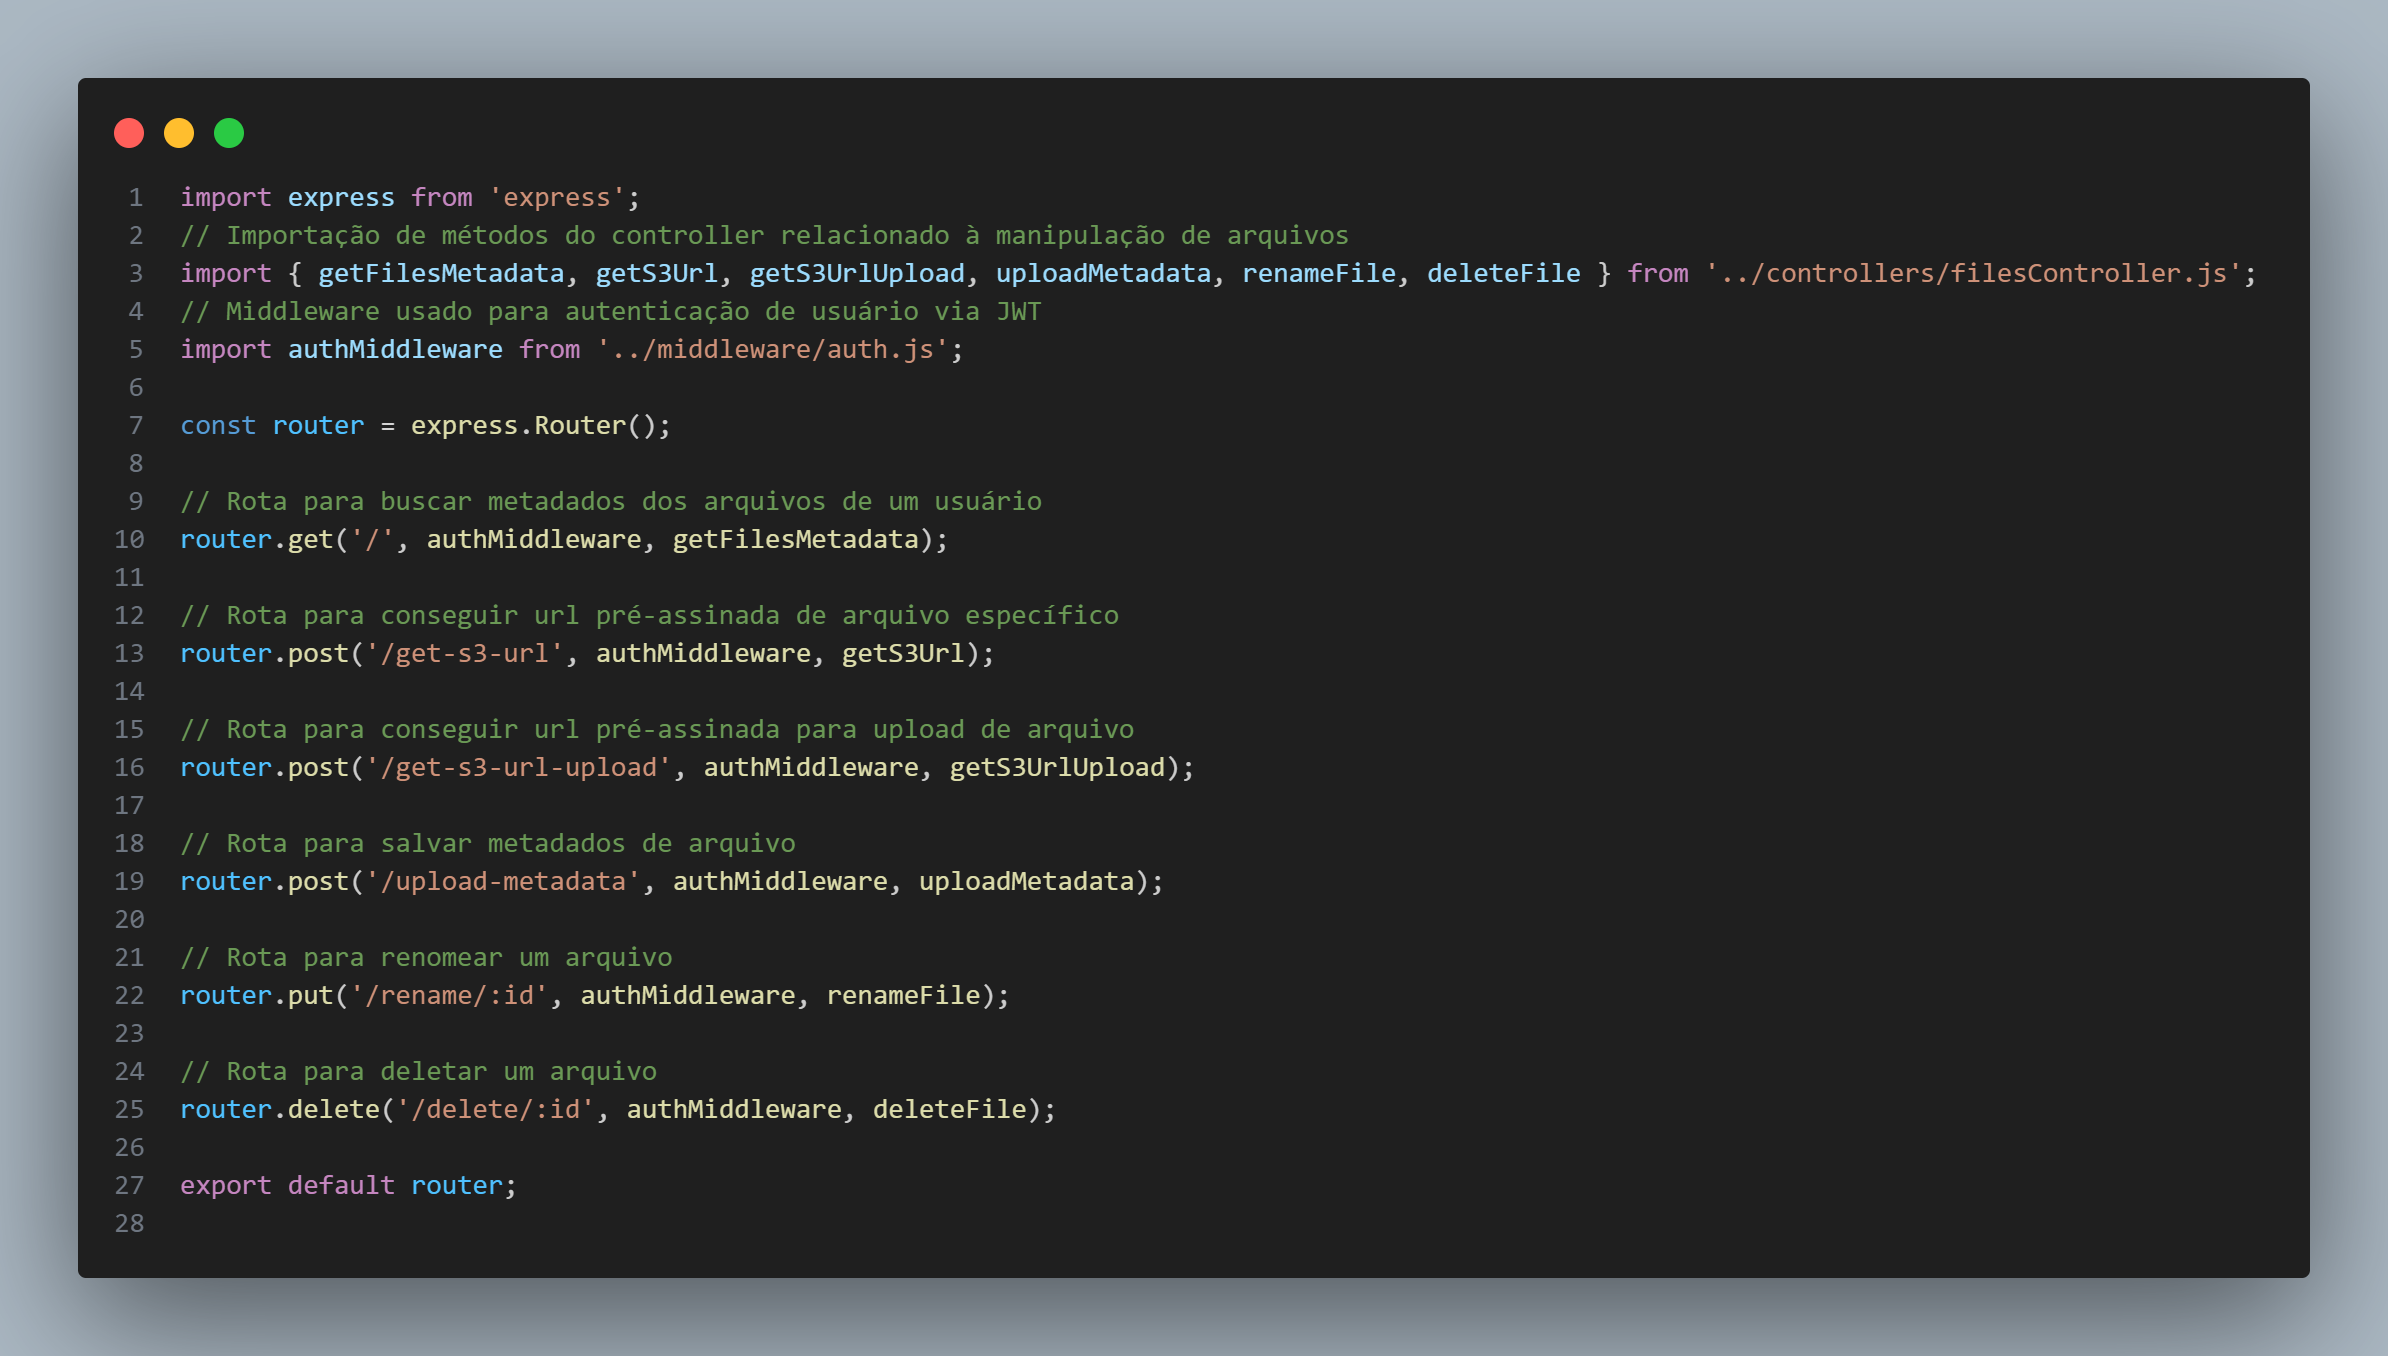 1 import express from 'express';
2 // Importação de métodos do controller relacionado à manipulação de arquivos
3 import { getFilesMetadata, getS3Url, getS3UrlUpload, uploadMetadata, renameFile, deleteFile } from '../controllers/filesController.js';
4 // Middleware usado para autenticação de usuário via JWT
5 import authMiddleware from '../middleware/auth.js';
6
7 const router = express.Router();
8
9 // Rota para buscar metadados dos arquivos de um usuário
10 router.get('/', authMiddleware, getFilesMetadata);
11
12 // Rota para conseguir url pré-assinada de arquivo específico
13 router.post('/get-s3-url', authMiddleware, getS3Url);
14
15 // Rota para conseguir url pré-assinada para upload de arquivo
16 router.post('/get-s3-url-upload', authMiddleware, getS3UrlUpload);
17
18 // Rota para salvar metadados de arquivo
19 router.post('/upload-metadata', authMiddleware, uploadMetadata);
20
21 // Rota para renomear um arquivo
22 router.put('/rename/:id', authMiddleware, renameFile);
23
24 // Rota para deletar um arquivo
25 router.delete('/delete/:id', authMiddleware, deleteFile);
26
27 export default router;
28